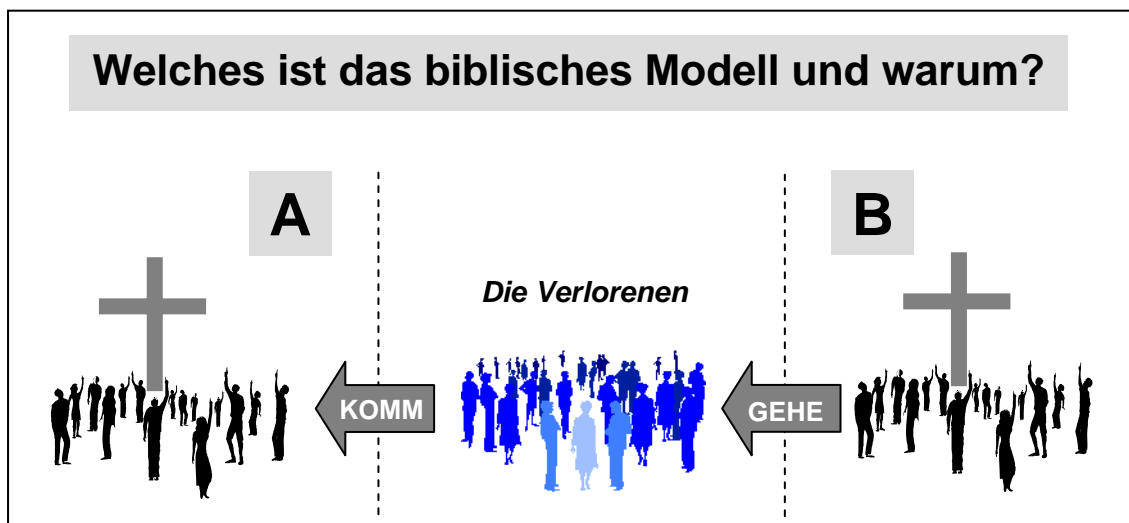 Welches ist das biblisches Modell und warum?
A
B
Die Verlorenen
KOMM
GEHE